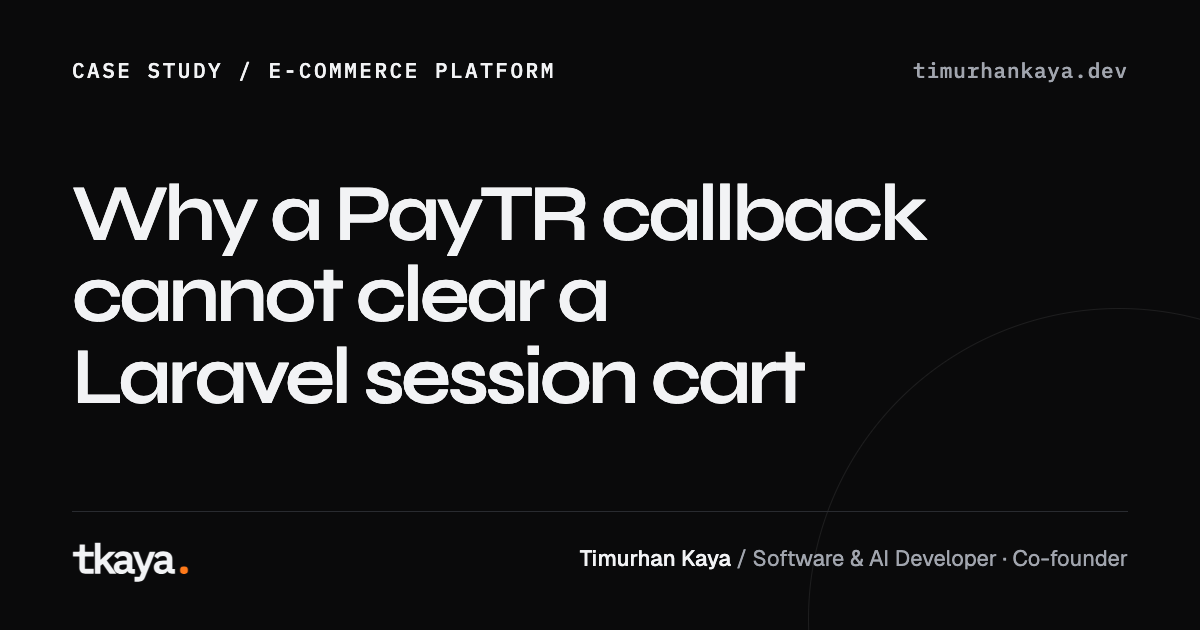 CASE STUDY / E-COMMERCE PLATFORM
timurhankaya.dev
Why a PayTR callback
cannot clear a
Laravel session cart
tkaya.
Timurhan Kaya / Software & AI Developer · Co-founder